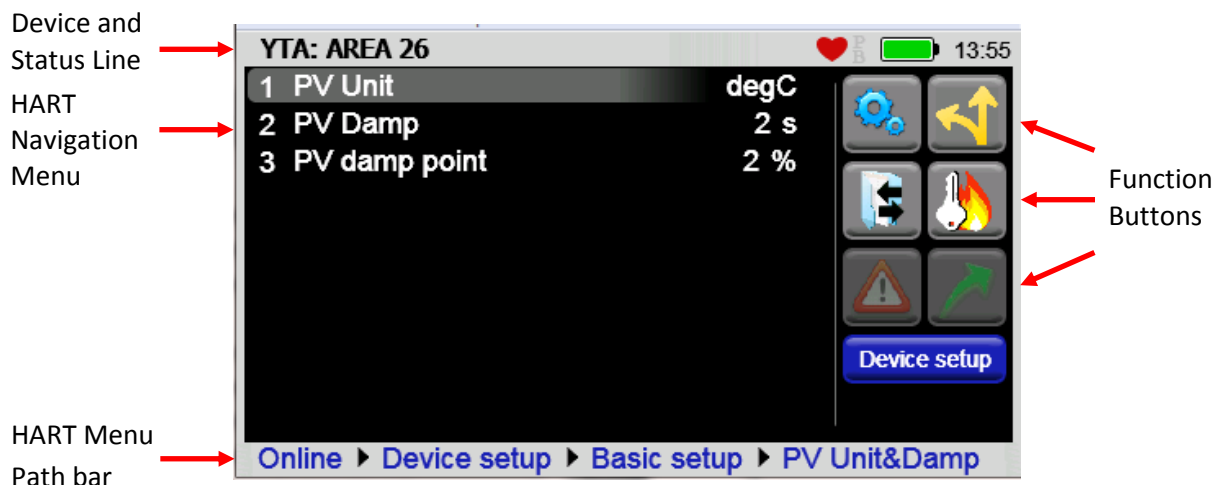 Device and
Status Line
HART
Navigation
Menu
HART Menu
Path bar
YTA: AREA 26
P
B
13:55
1 PV Unit degC
2 PV Damp 2 s
3 PV damp point 2 %
Device setup
Online ▶ Device setup ▶ Basic setup ▶ PV Unit&Damp
Function
Buttons